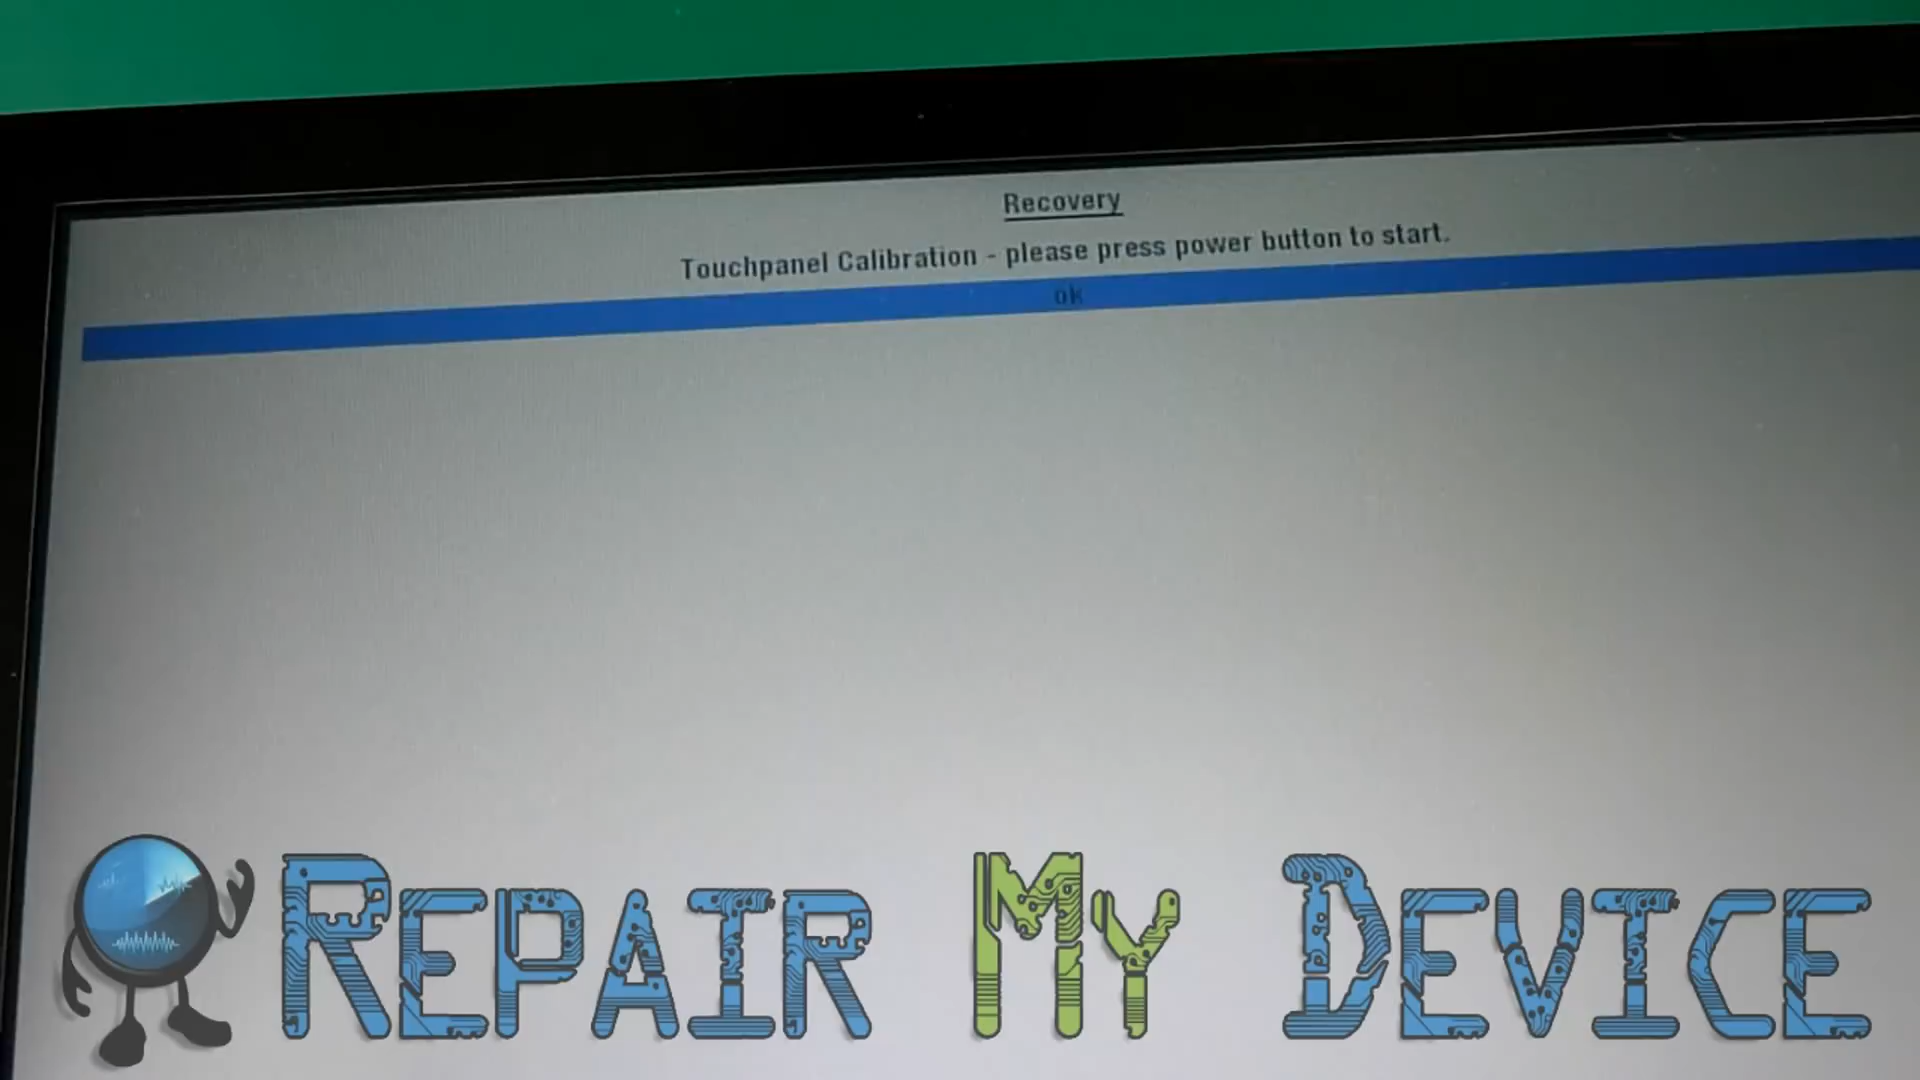 Recovery
Touchpanel Calibration - please press power button to start.
ok
Repair My Device